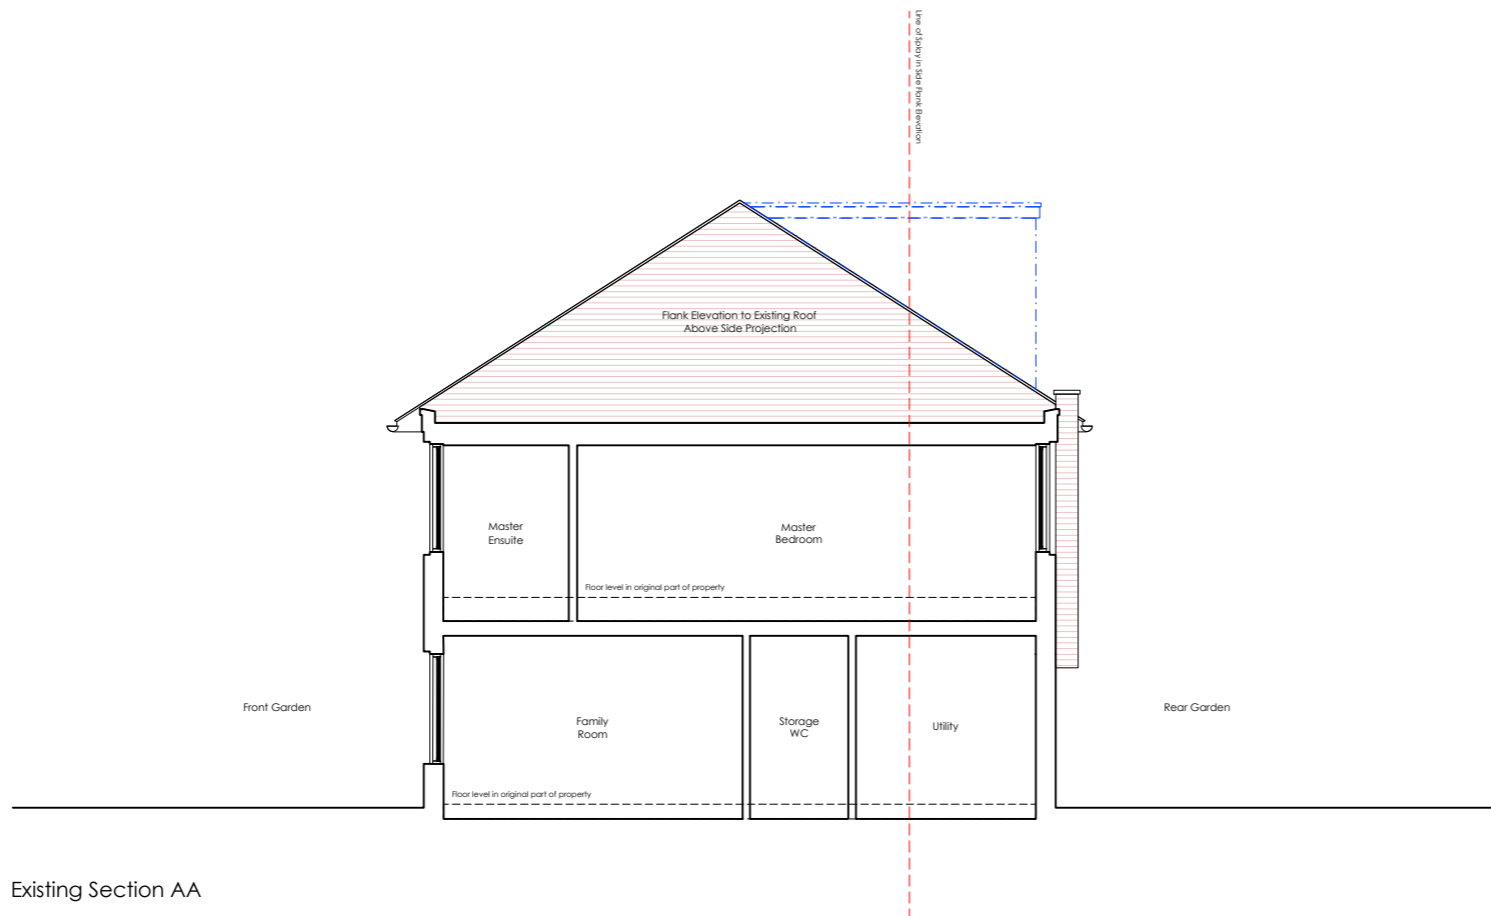 Line of Splay in Side Flank Elevation
Flank Elevation to Existing Roof
Above Side Projection
Master
Ensuite
Master
Bedroom
Floor level in original part of property
Front Garden
Family
Room
Storage
WC
Utility
Rear Garden
Floor level in original part of property
Existing Section AA